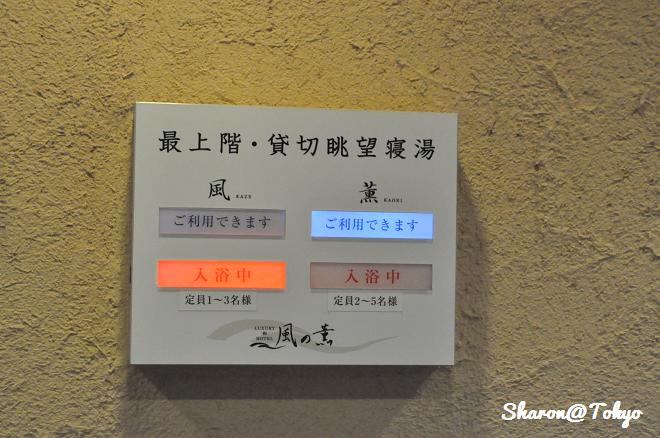 最上階・貸切眺望寝湯
風 KAZE
薫 KAORI
ご利用できます
ご利用できます
入浴中
入浴中
定員1～3名様
定員2～5名様
LUXURY
和
HOTEL
風の薫
Sharon@Tokyo